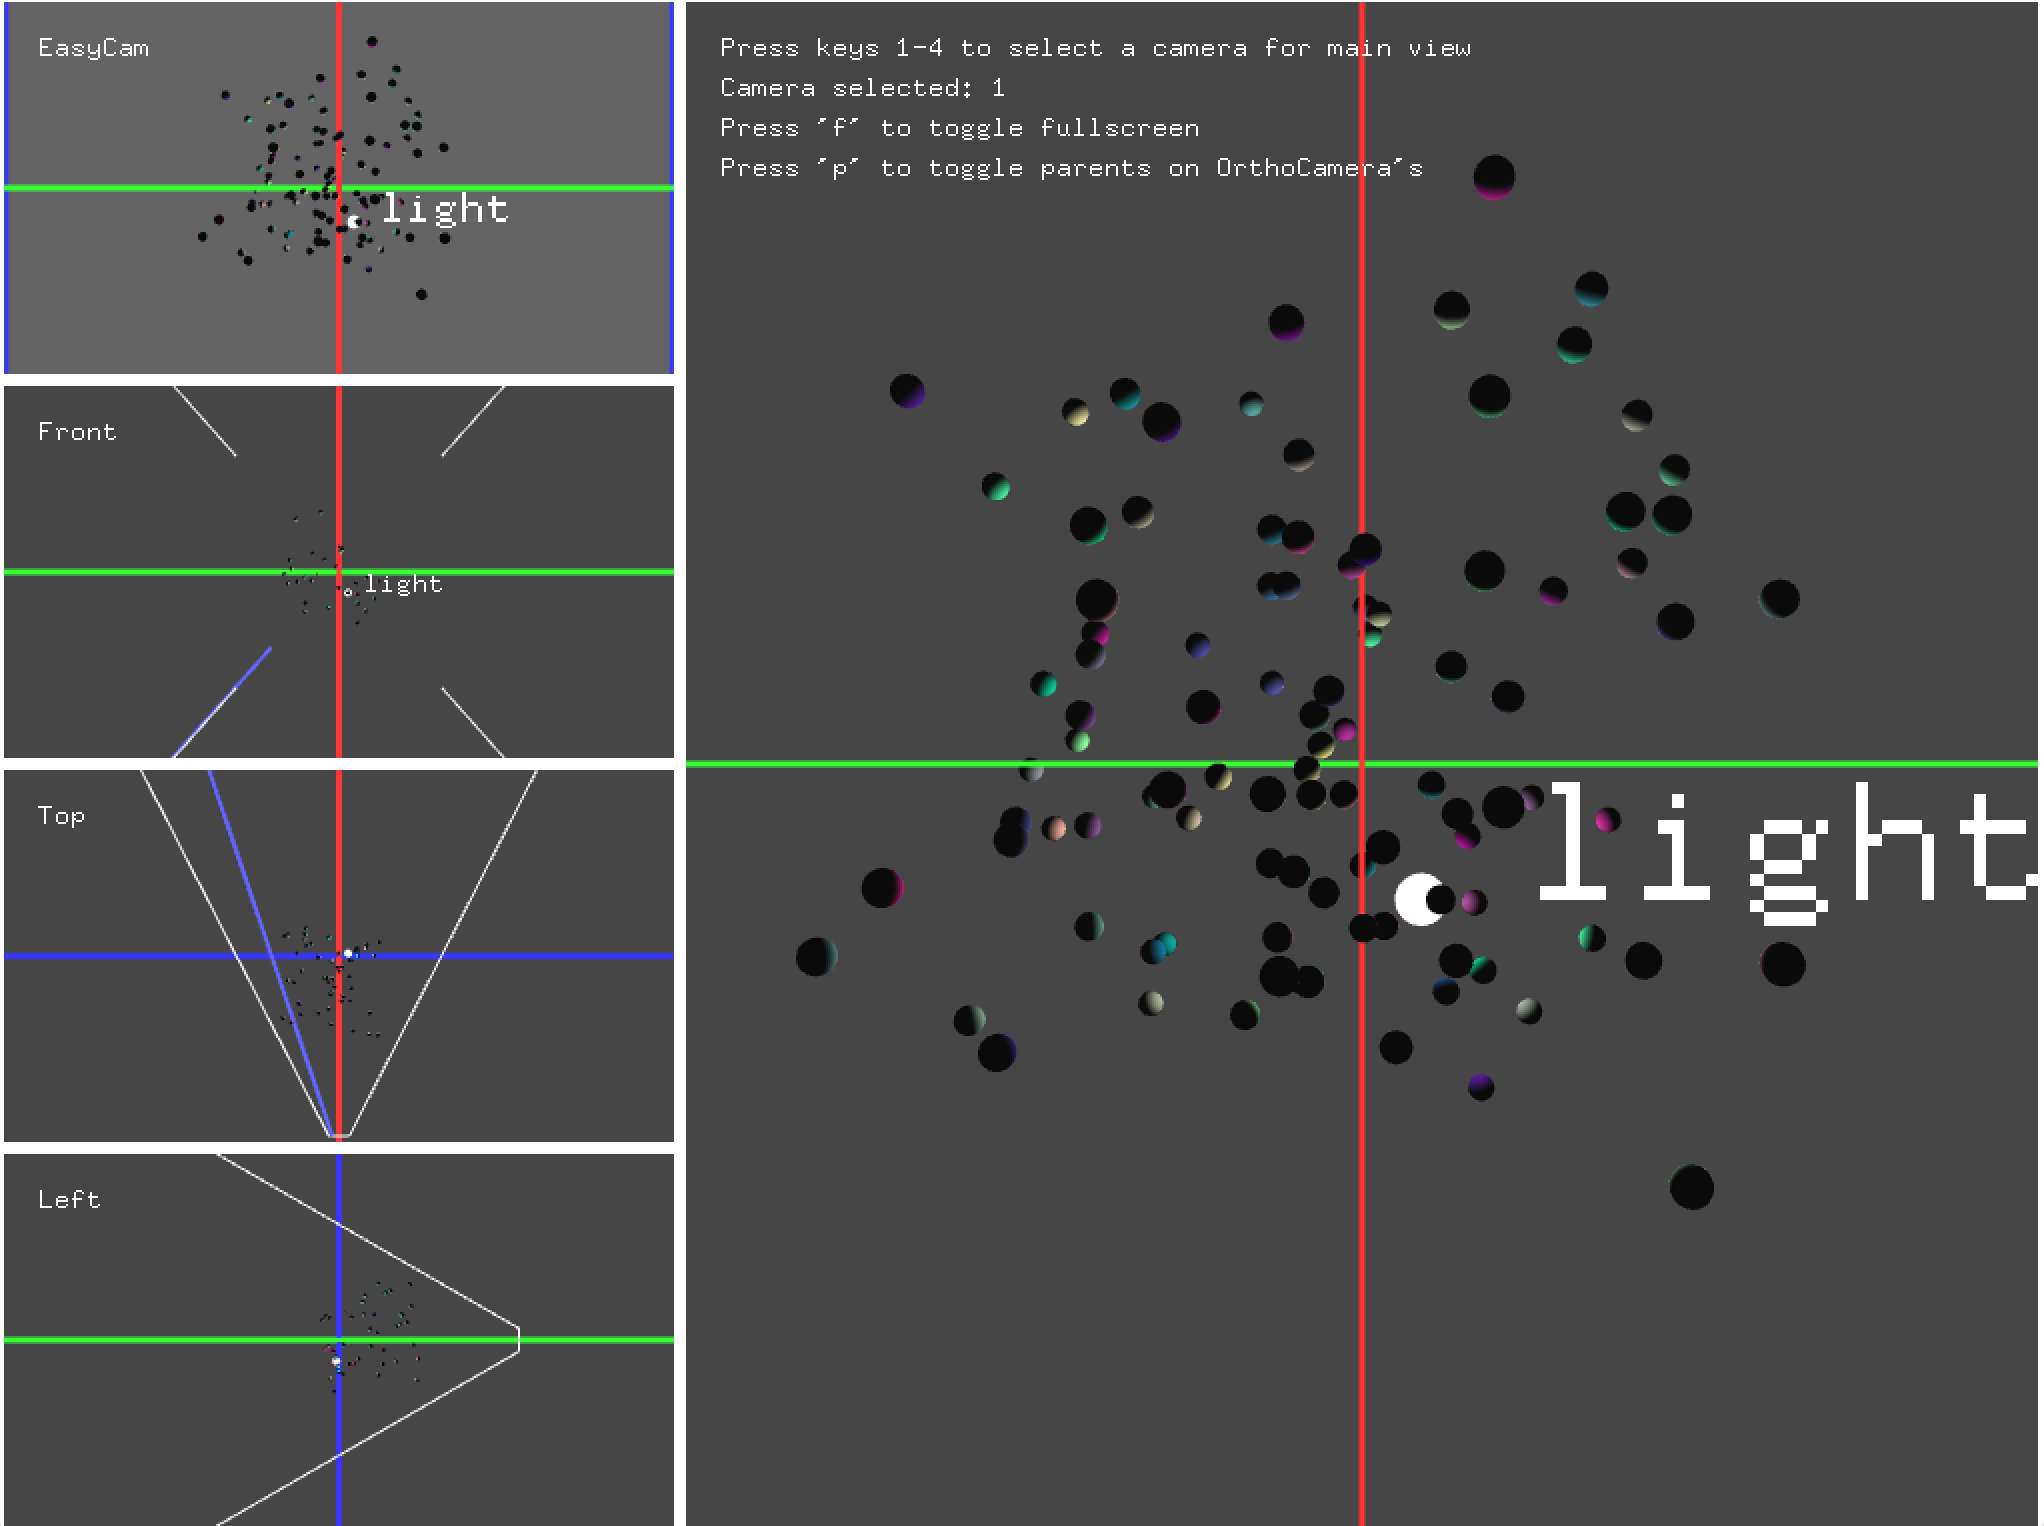 EasyCam
light
Front
light
Top
Left
Press keys 1-4 to select a camera for main view
Camera selected: 1
Press 'f' to toggle fullscreen
Press 'p' to toggle parents on OrthoCamera's
light